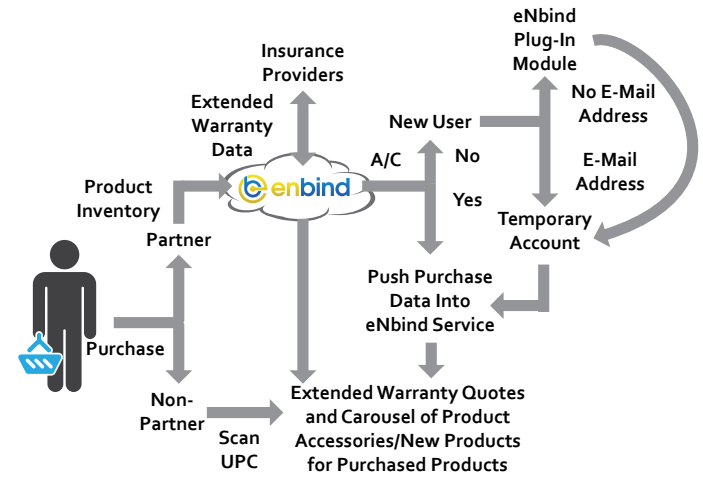 eNbind
Plug-In
Module
Insurance
Providers
Extended
Warranty
Data
No E-Mail
Address
New User
A/C
No
E-Mail
Address
Product
Inventory
enbind
Yes
Partner
Temporary
Account
Push Purchase
Data Into
eNbind Service
Purchase
Non-
Partner
Scan
UPC
Extended Warranty Quotes
and Carousel of Product
Accessories/New Products
for Purchased Products